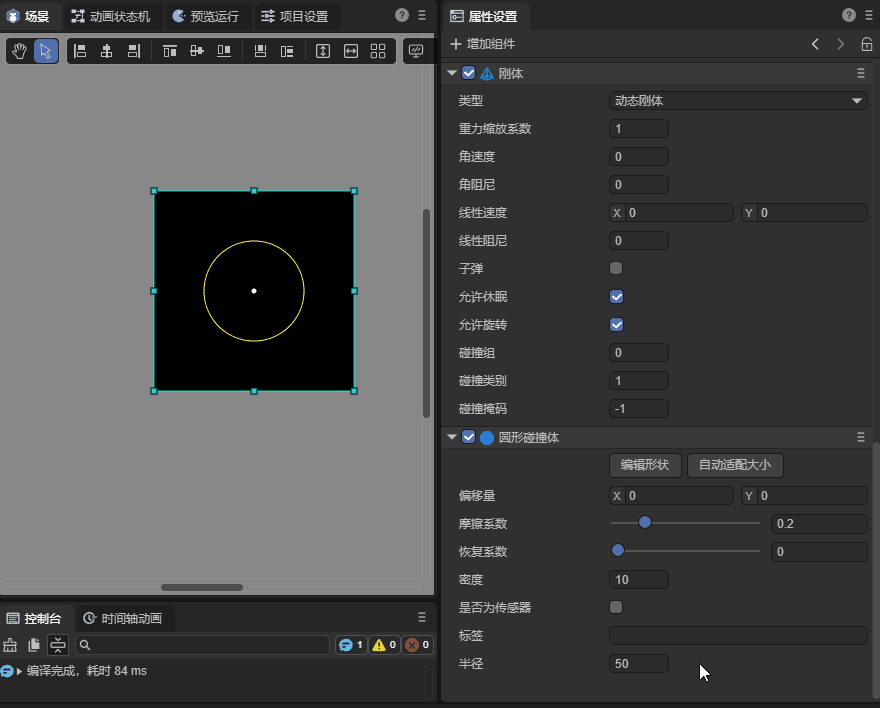 场景 动画状态机 预览运行 项目设置
属性设置
增加组件
刚体
类型 动态刚体
重力缩放系数 1
角速度 0
角阻尼 0
线性速度 X 0 Y 0
线性阻尼 0
子弹
允许休眠
允许旋转
碰撞组 0
碰撞类别 1
碰撞掩码 -1
圆形碰撞体
编辑形状 自动适配大小
偏移量 X 0 Y 0
摩擦系数 0.2
恢复系数 0
密度 10
是否为传感器
标签
半径 50
控制台 时间轴动画
1 0 0
编译完成，耗时 84 ms